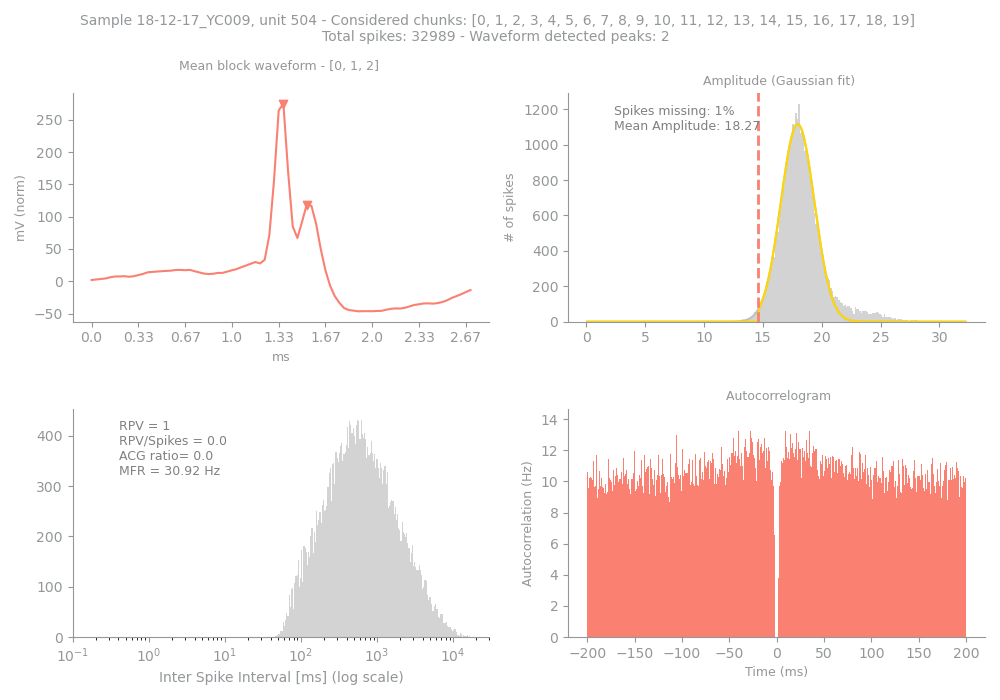 Sample 18-12-17_YC009, unit 504 - Considered chunks: [0, 1, 2, 3, 4, 5, 6, 7, 8, 9, 10, 11, 12, 13, 14, 15, 16, 17, 18, 19]
Total spikes: 32989 - Waveform detected peaks: 2
Mean block waveform - [0, 1, 2]
mV (norm)
250
200
150
100
50
0
−50
0.0 0.33 0.67 1.0 1.33 1.67 2.0 2.33 2.67
ms
Amplitude (Gaussian fit)
Spikes missing: 1%
Mean Amplitude: 18.27
# of spikes
1200
1000
800
600
400
200
0
0 5 10 15 20 25 30
RPV = 1
RPV/Spikes = 0.0
ACG ratio= 0.0
MFR = 30.92 Hz
400
300
200
100
0
10⁻¹ 10⁰ 10¹ 10² 10³ 10⁴
Inter Spike Interval [ms] (log scale)
Autocorrelogram
Autocorrelation (Hz)
14
12
10
8
6
4
2
0
−200 −150 −100 −50 0 50 100 150 200
Time (ms)